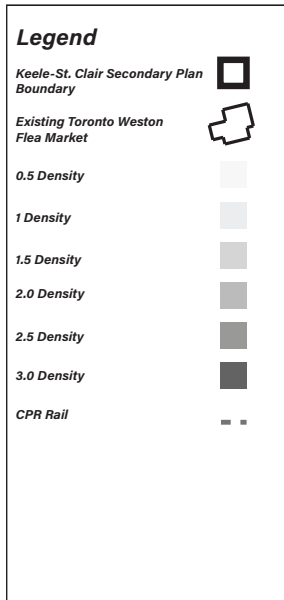 Legend
Keele-St. Clair Secondary Plan
Boundary
Existing Toronto Weston
Flea Market
0.5 Density
1 Density
1.5 Density
2.0 Density
2.5 Density
3.0 Density
CPR Rail